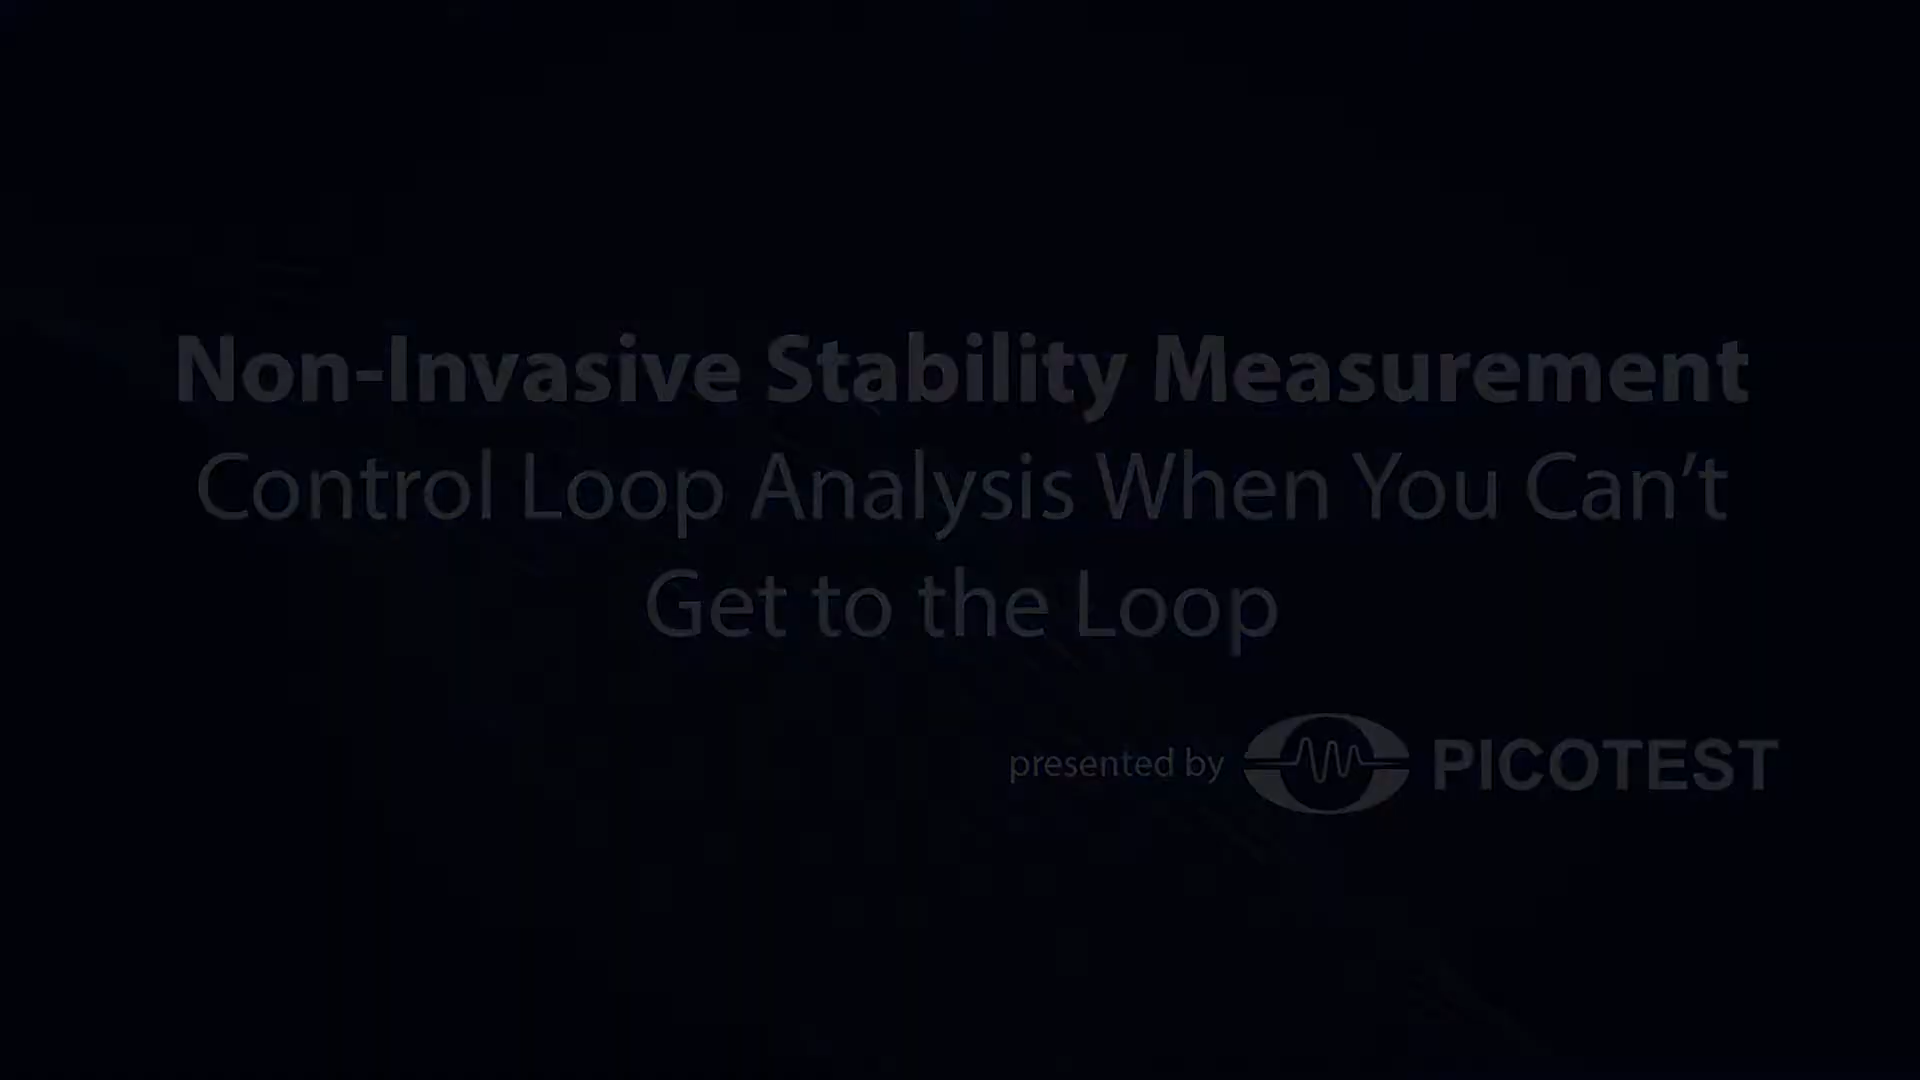 Non-Invasive Stability Measurement
Control Loop Analysis When You Can’t
Get to the Loop
presented by PICOTEST